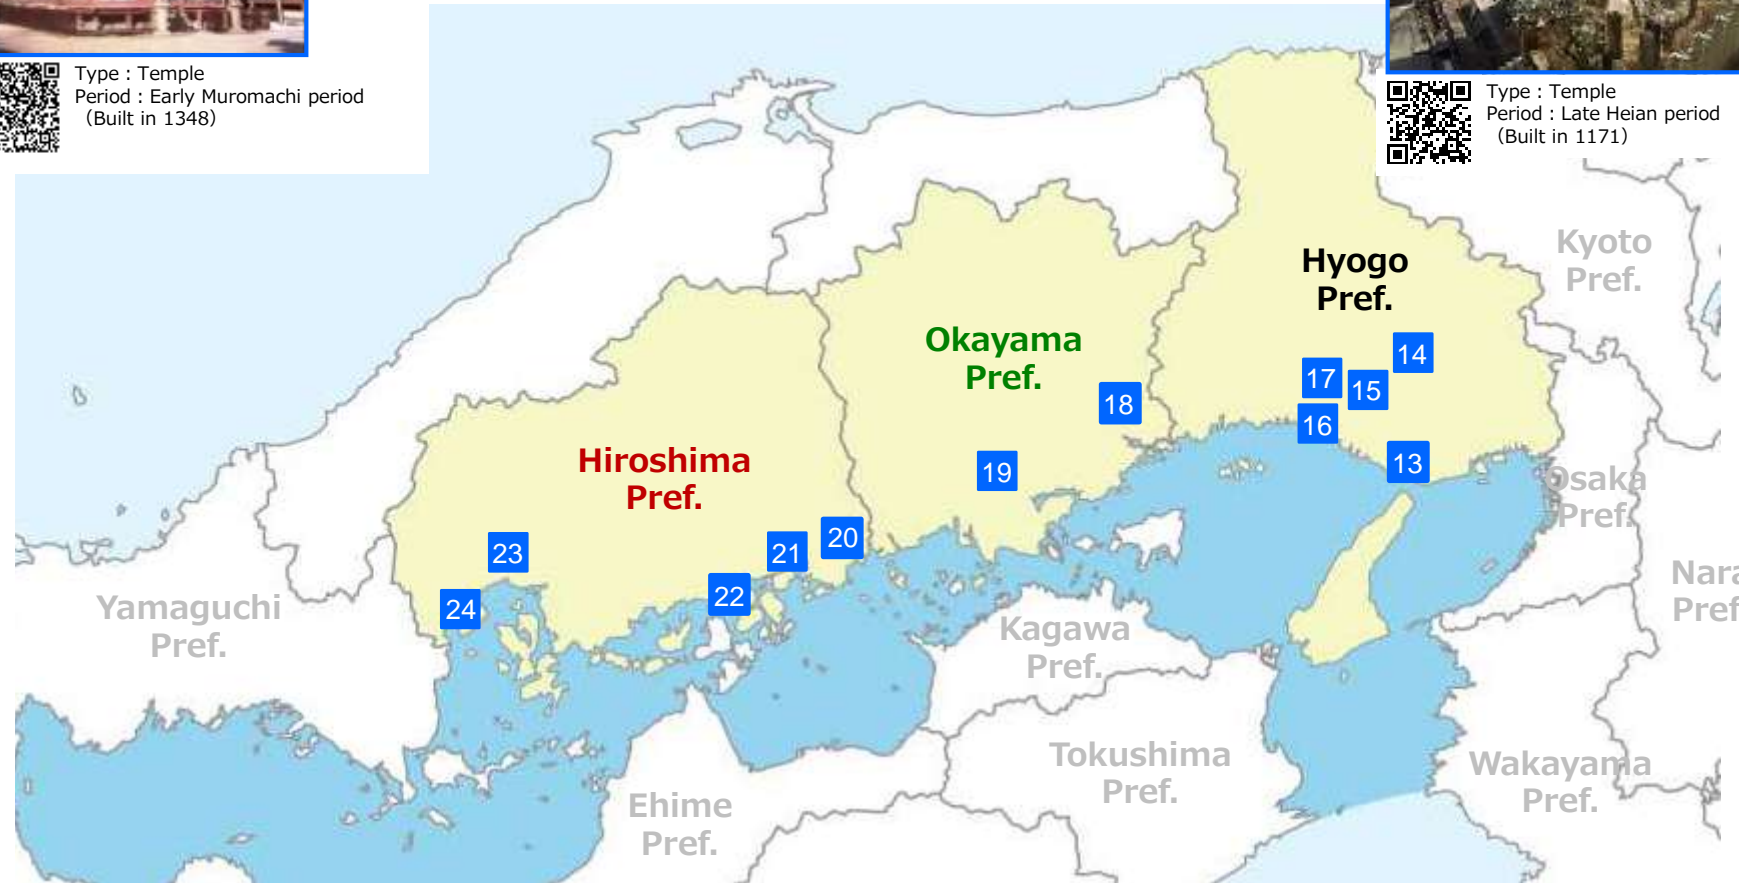 Type : Temple
Period : Early Muromachi period
(Built in 1348)
Type : Temple
Period : Late Heian period
(Built in 1171)
Kyoto
Pref.
Hyogo
Pref.
Okayama
Pref.
14
17
15
18
16
Hiroshima
Pref.
19
13
Osaka
Pref.
20
21
23
22
24
Nara
Pref
Yamaguchi
Pref.
Kagawa
Pref.
Tokushima
Pref.
Wakayama
Pref.
Ehime
Pref.